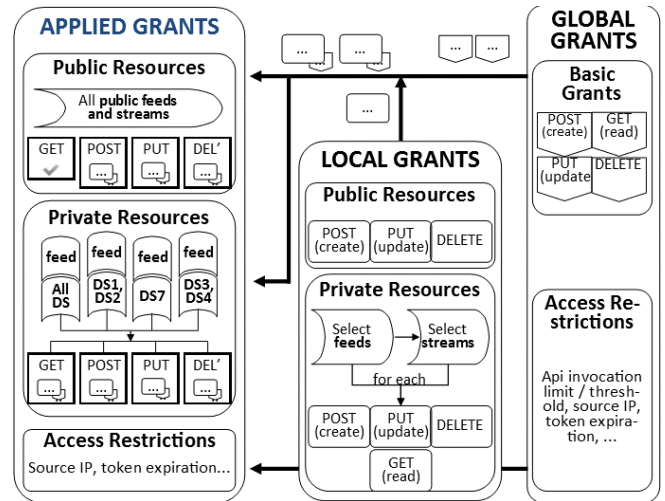 APPLIED GRANTS
Public Resources
All public feeds
and streams
GET
POST
...
PUT
...
DEL’
...
Private Resources
feed
All
DS
feed
DS1,
DS2
feed
DS7
feed
DS3,
DS4
GET
...
POST
...
PUT
...
DEL’
...
Access Restrictions
Source IP, token expiration...
...
...
...
...
...
LOCAL GRANTS
Public Resources
POST
(create)
PUT
(update)
DELETE
Private Resources
Select
feeds
Select
streams
for each
POST
(create)
PUT
(update)
DELETE
GET
(read)
GLOBAL
GRANTS
Basic
Grants
POST
(create)
GET
(read)
PUT
(update
DELETE
Access Re-
strictions
Api invocation
limit / thresh-
old, source IP,
token expira-
tion, ...